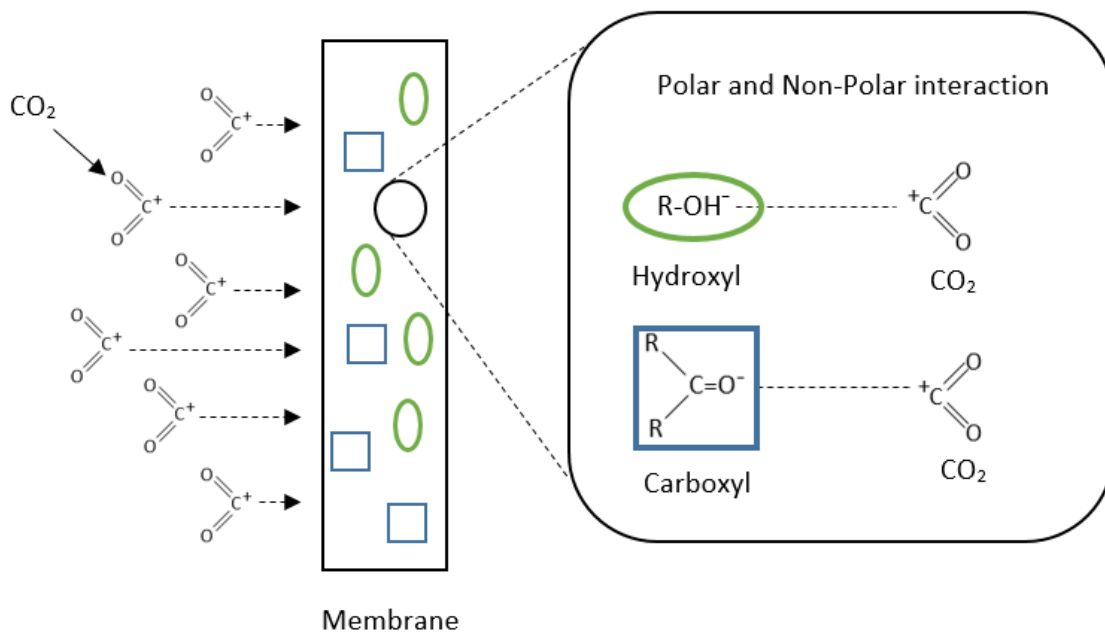 CO₂
O
C⁺
O
O
C⁺
O
O
C⁺
O
O
C⁺
O
O
C⁺
O
O
C⁺
O
Membrane
Polar and Non-Polar interaction
R-OH⁻
O
⁺C
O
Hydroxyl
CO₂
R
C=O⁻
R
O
⁺C
O
Carboxyl
CO₂